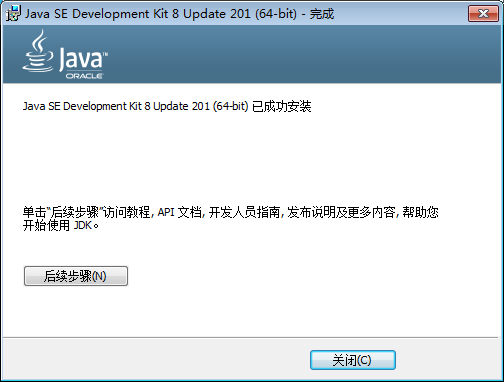 Java SE Development Kit 8 Update 201 (64-bit) - 完成
Java™
ORACLE
Java SE Development Kit 8 Update 201 (64-bit) 已成功安装
单击“后续步骤”访问教程, API 文档, 开发人员指南, 发布说明及更多内容, 帮助您
开始使用 JDK。
后续步骤(N)
关闭(C)